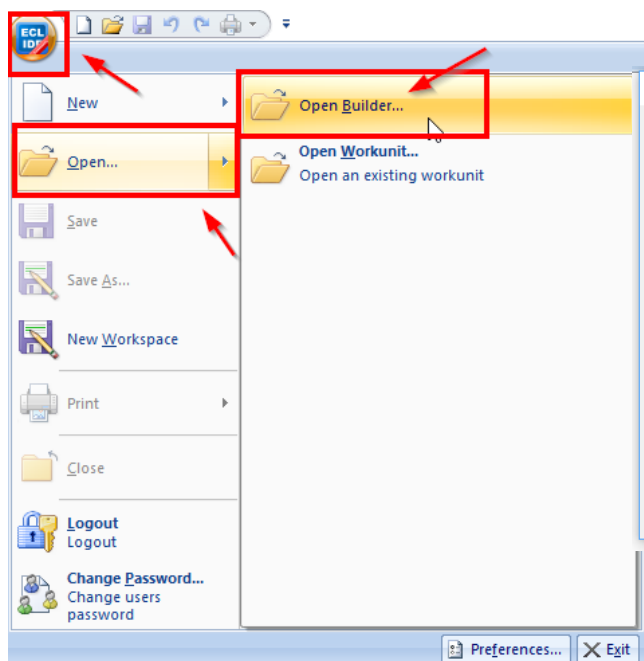 ECL
IDE
New
Open...
Save
Save As...
New Workspace
Print
Close
Logout
Logout
Change Password...
Change users
password
Open Builder...
Open Workunit...
Open an existing workunit
Preferences...
Exit